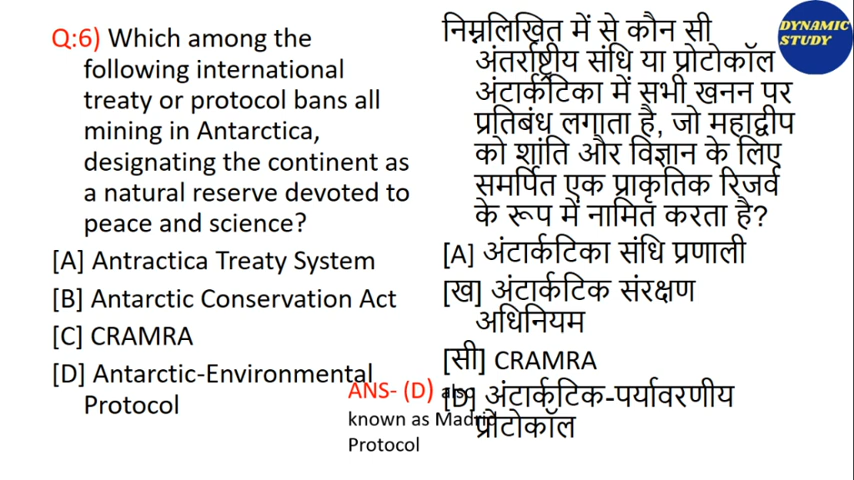 Q:6) Which among the
following international
treaty or protocol bans all
mining in Antarctica,
designating the continent as
a natural reserve devoted to
peace and science?
[A] Antractica Treaty System
[B] Antarctic Conservation Act
[C] CRAMRA
[D] Antarctic-Environmental
Protocol
ANS- (D) also
known as Madrid
Protocol
निम्नलिखित में से कौन सी
अंतर्राष्ट्रीय संधि या प्रोटोकॉल
अंटार्कटिका में सभी खनन पर
प्रतिबंध लगाता है, जो महाद्वीप
को शांति और विज्ञान के लिए
समर्पित एक प्राकृतिक रिजर्व
के रूप में नामित करता है?
[A] अंटार्कटिका संधि प्रणाली
[ख] अंटार्कटिक संरक्षण
अधिनियम
[सी] CRAMRA
[D] अंटार्कटिक-पर्यावरणीय
प्रोटोकॉल
DYNAMIC
STUDY